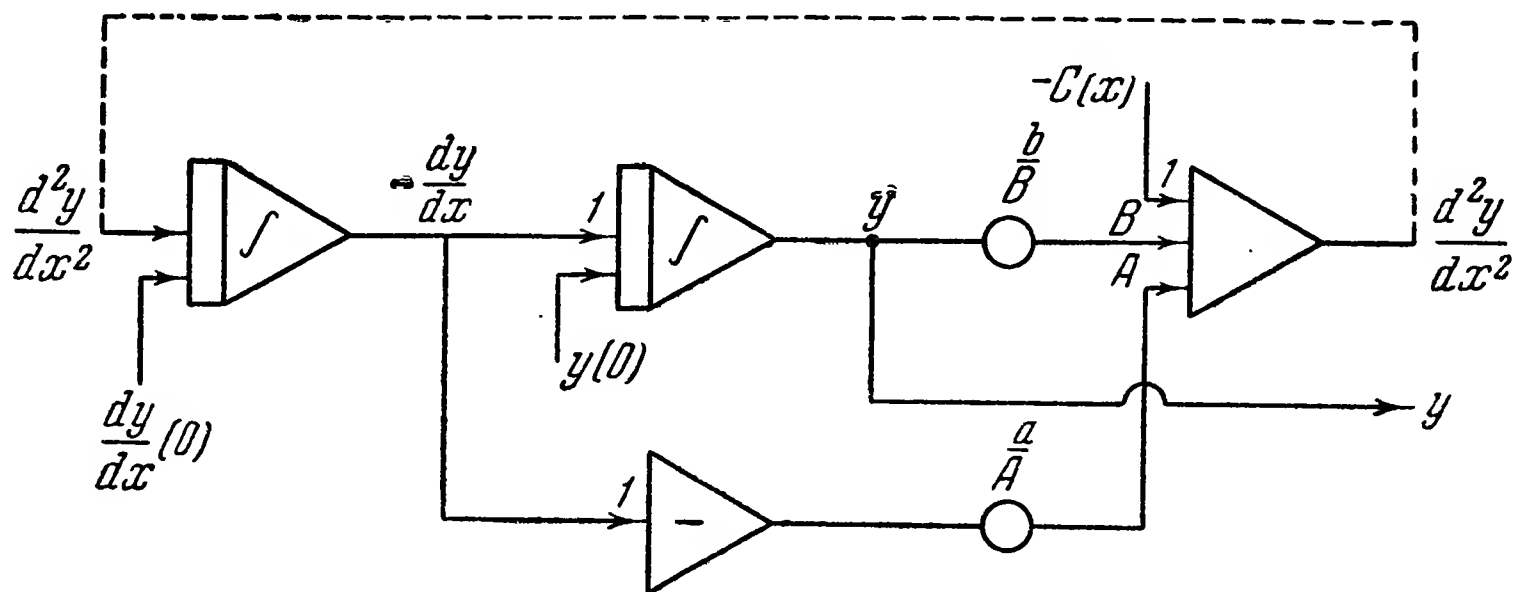 -C(x)
b/B
d²y/dx²
- dy/dx
1
y
1
B
A
d²y/dx²
∫
∫
y(0)
dy/dx (0)
y
a/A
1
-